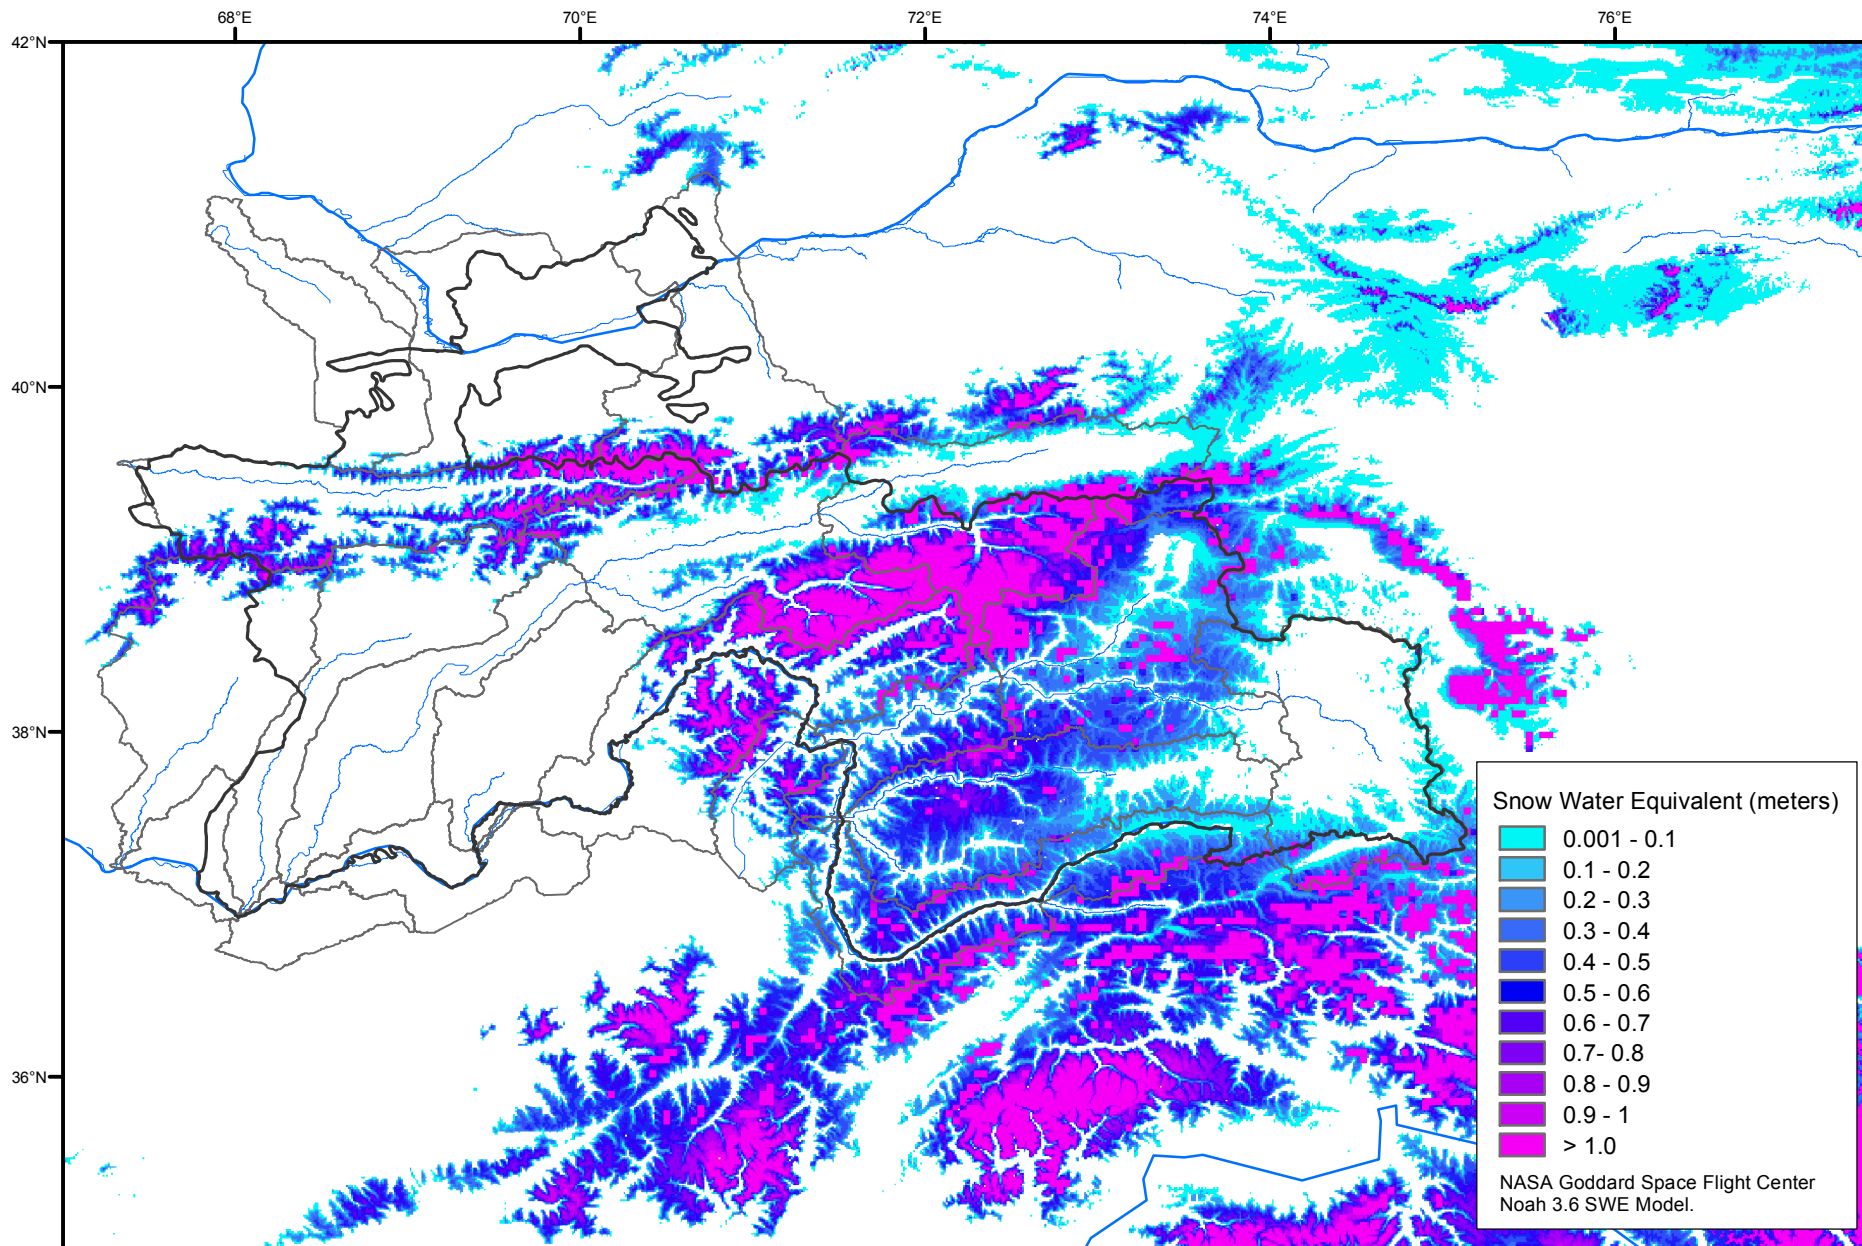 68°E 70°E 72°E 74°E 76°E
42°N
40°N
38°N
36°N
Snow Water Equivalent (meters)
0.001 - 0.1
0.1 - 0.2
0.2 - 0.3
0.3 - 0.4
0.4 - 0.5
0.5 - 0.6
0.6 - 0.7
0.7- 0.8
0.8 - 0.9
0.9 - 1
> 1.0
NASA Goddard Space Flight Center
Noah 3.6 SWE Model.